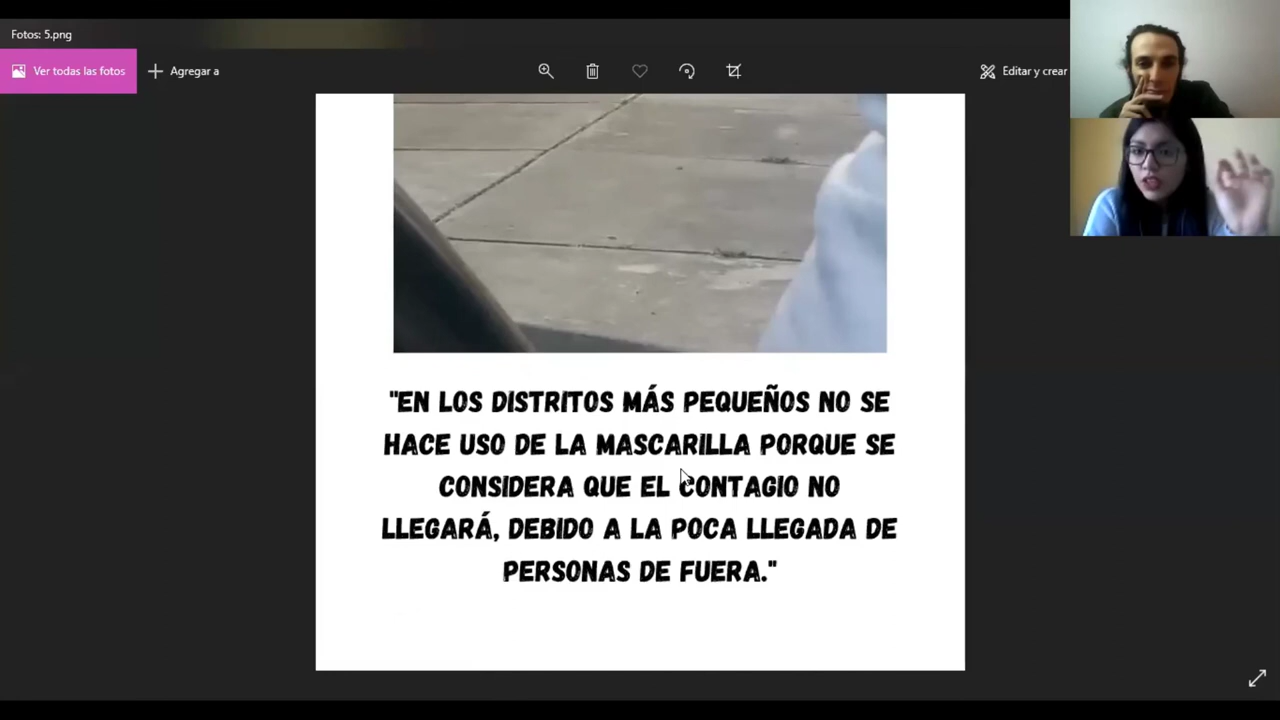 Fotos: 5.png
Ver todas las fotos
Agregar a
Editar y crear
"EN LOS DISTRITOS MÁS PEQUEÑOS NO SE
HACE USO DE LA MASCARILLA PORQUE SE
CONSIDERA QUE EL CONTAGIO NO
LLEGARÁ, DEBIDO A LA POCA LLEGADA DE
PERSONAS DE FUERA."